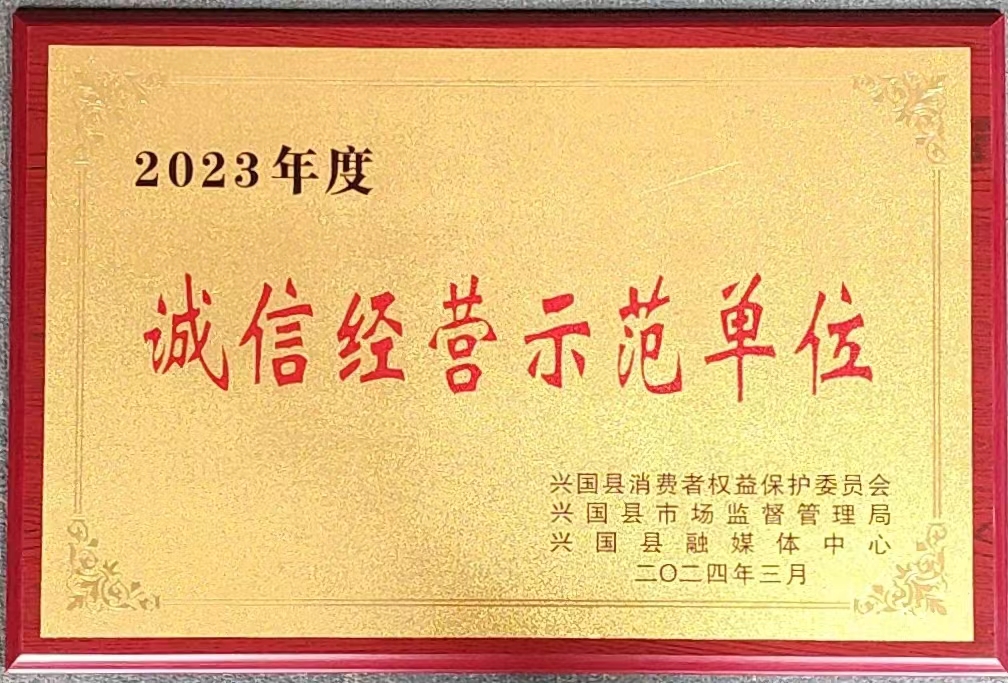 2023年度
诚信经营示范单位
兴国县消费者权益保护委员会
兴国县市场监督管理局
兴国县融媒体中心
二〇二四年三月